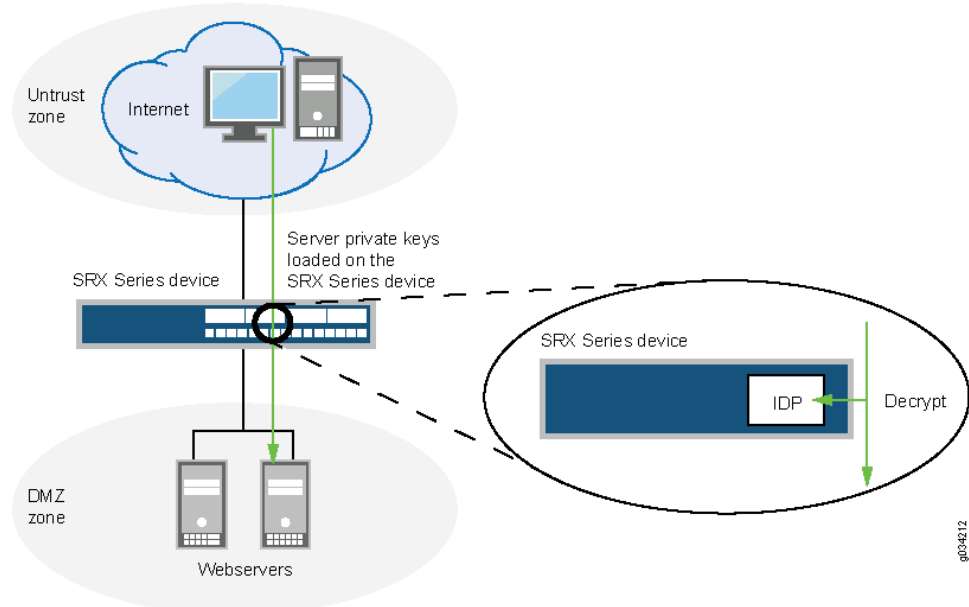 Untrust
zone
Internet
Server private keys
loaded on the
SRX Series device
SRX Series device
SRX Series device
IDP
Decrypt
DMZ
zone
Webservers
g034212